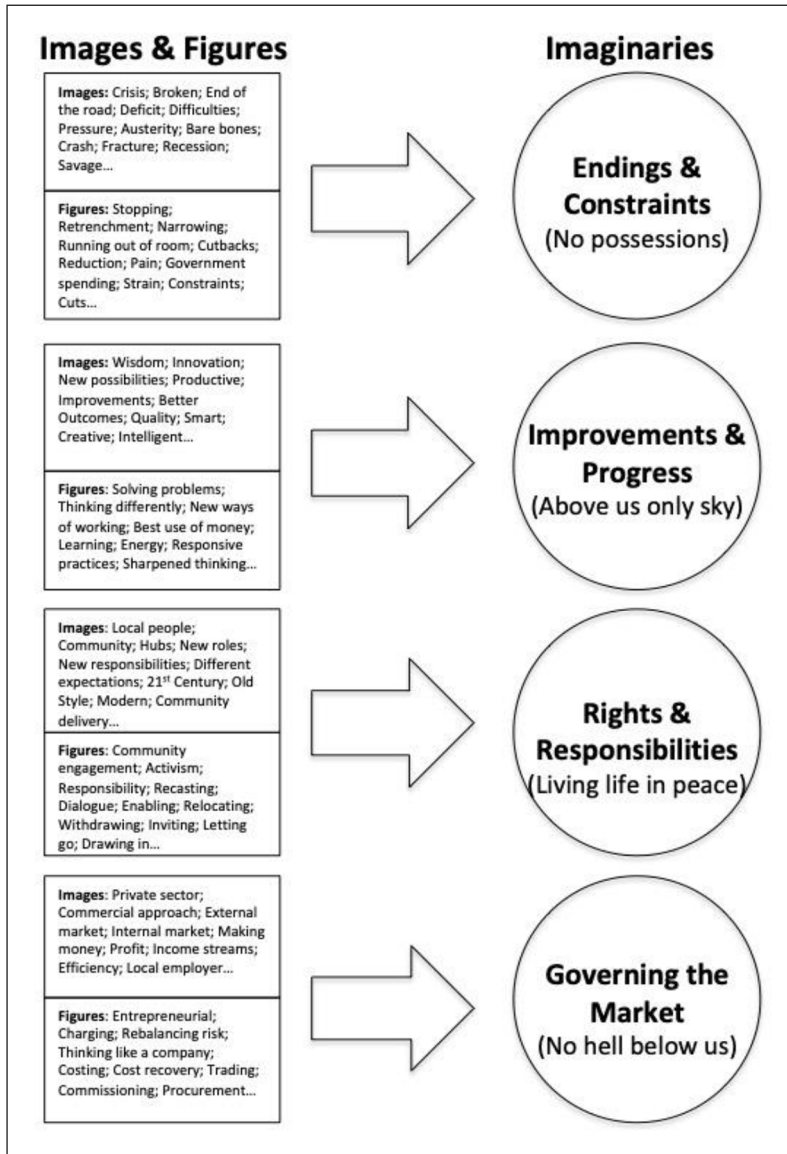 Images & Figures
Imaginaries
Images: Crisis; Broken; End of
the road; Deficit; Difficulties;
Pressure; Austerity; Bare bones;
Crash; Fracture; Recession;
Savage...
Figures: Stopping;
Retrenchment; Narrowing;
Running out of room; Cutbacks;
Reduction; Pain; Government
spending; Strain; Constraints;
Cuts...
Endings &
Constraints
(No possessions)
Images: Wisdom; Innovation;
New possibilities; Productive;
Improvements; Better
Outcomes; Quality; Smart;
Creative; Intelligent...
Figures: Solving problems;
Thinking differently; New ways
of working; Best use of money;
Learning; Energy; Responsive
practices; Sharpened thinking...
Improvements &
Progress
(Above us only sky)
Images: Local people;
Community; Hubs; New roles;
New responsibilities; Different
expectations; 21st Century; Old
Style; Modern; Community
delivery...
Figures: Community
engagement; Activism;
Responsibility; Recasting;
Dialogue; Enabling; Relocating;
Withdrawing; Inviting; Letting
go; Drawing in...
Rights &
Responsibilities
(Living life in peace)
Images: Private sector;
Commercial approach; External
market; Internal market; Making
money; Profit; Income streams;
Efficiency; Local employer...
Figures: Entrepreneurial;
Charging; Rebalancing risk;
Thinking like a company;
Costing; Cost recovery; Trading;
Commissioning; Procurement...
Governing the
Market
(No hell below us)